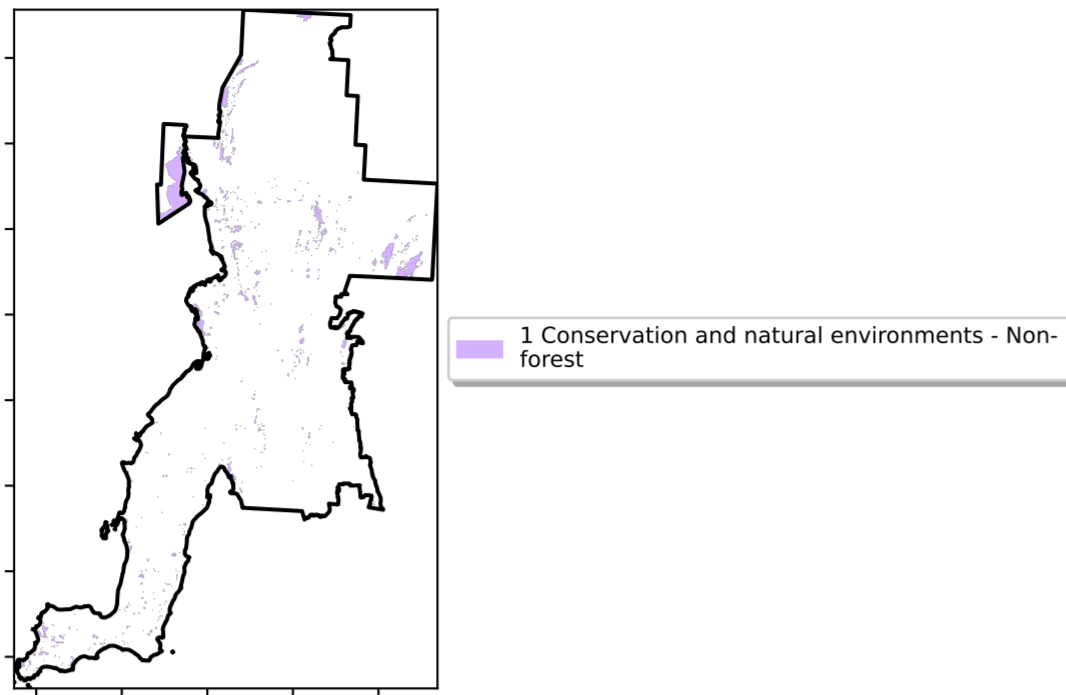 1 Conservation and natural environments - Non-
forest